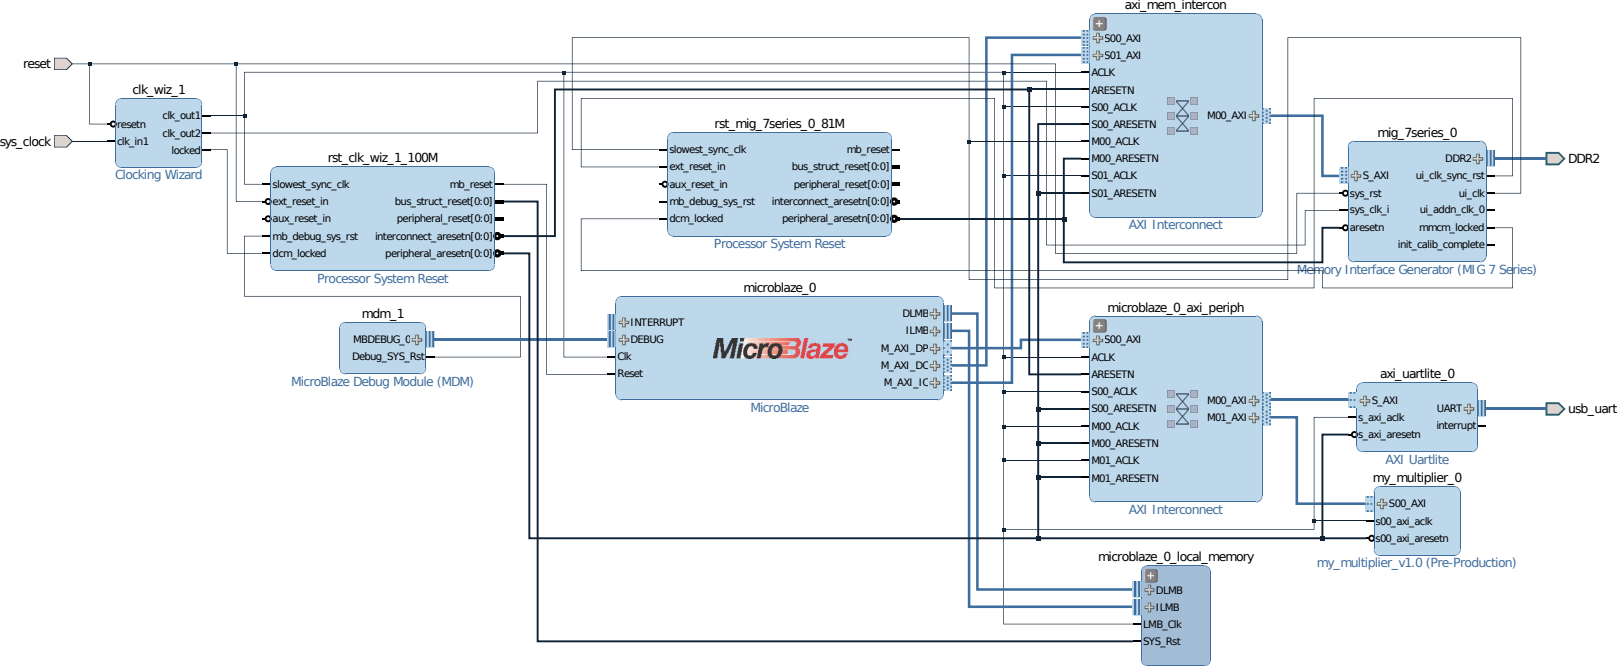 reset
sys_clock
clk_wiz_1
resetn
clk_in1
clk_out1
clk_out2
locked
Clocking Wizard
rst_clk_wiz_1_100M
slowest_sync_clk
ext_reset_in
aux_reset_in
mb_debug_sys_rst
dcm_locked
mb_reset
bus_struct_reset[0:0]
peripheral_reset[0:0]
interconnect_aresetn[0:0]
peripheral_aresetn[0:0]
Processor System Reset
mdm_1
MBDEBUG_0
Debug_SYS_Rst
MicroBlaze Debug Module (MDM)
rst_mig_7series_0_81M
slowest_sync_clk
ext_reset_in
aux_reset_in
mb_debug_sys_rst
dcm_locked
mb_reset
bus_struct_reset[0:0]
peripheral_reset[0:0]
interconnect_aresetn[0:0]
peripheral_aresetn[0:0]
Processor System Reset
microblaze_0
INTERRUPT
DEBUG
Clk
Reset
MicroBlaze™
DLMB
ILMB
M_AXI_DP
M_AXI_DC
M_AXI_IC
MicroBlaze
axi_mem_intercon
S00_AXI
S01_AXI
ACLK
ARESETN
S00_ACLK
S00_ARESETN
M00_ACLK
M00_ARESETN
S01_ACLK
S01_ARESETN
M00_AXI
AXI Interconnect
mig_7series_0
S_AXI
sys_rst
sys_clk_i
aresetn
DDR2
ui_clk_sync_rst
ui_clk
ui_addn_clk_0
mmcm_locked
init_calib_complete
Memory Interface Generator (MIG 7 Series)
DDR2
microblaze_0_axi_periph
S00_AXI
ACLK
ARESETN
S00_ACLK
S00_ARESETN
M00_ACLK
M00_ARESETN
M01_ACLK
M01_ARESETN
M00_AXI
M01_AXI
AXI Interconnect
axi_uartlite_0
S_AXI
s_axi_aclk
s_axi_aresetn
UART
interrupt
AXI Uartlite
usb_uart
my_multiplier_0
S00_AXI
s00_axi_aclk
s00_axi_aresetn
my_multiplier_v1.0 (Pre-Production)
microblaze_0_local_memory
DLMB
ILMB
LMB_Clk
SYS_Rst